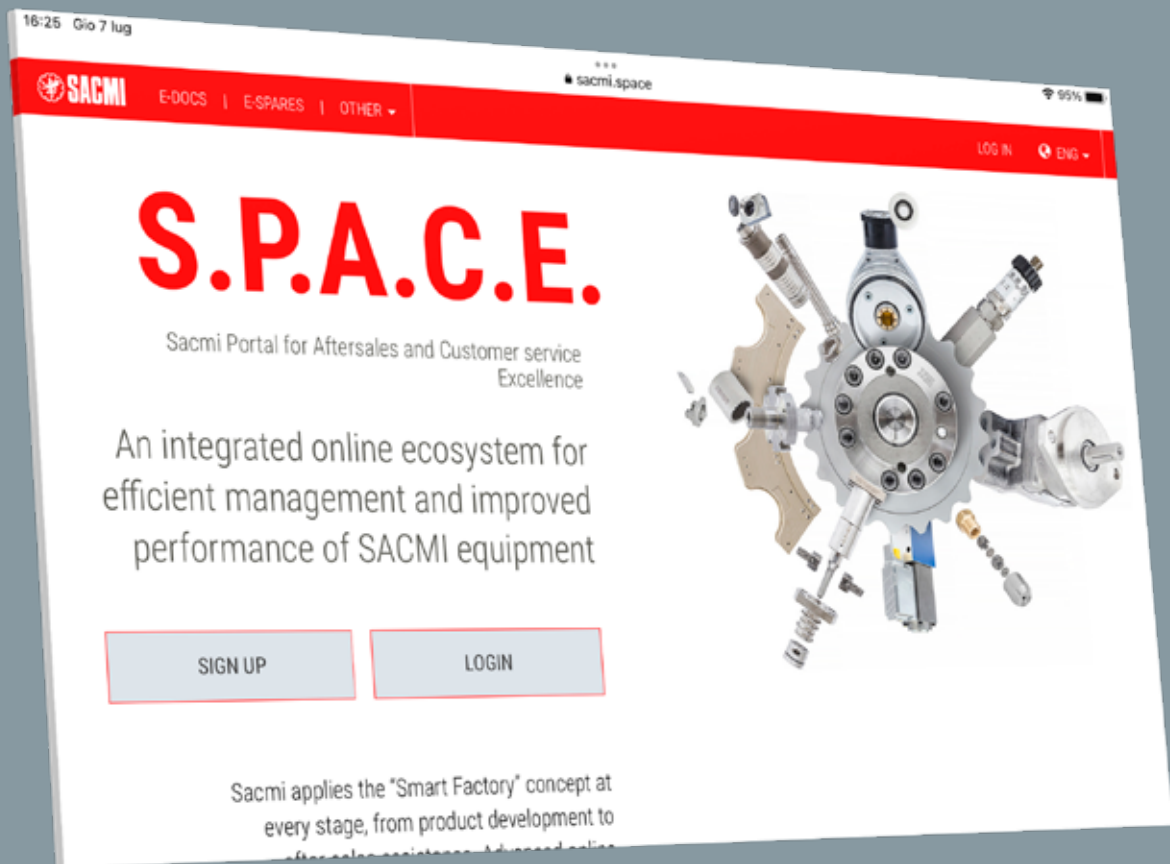 16:25 Gio 7 lug
sacmi.space
95%
SACMI E-DOCS | E-SPARES | OTHER LOG IN ENG
S.P.A.C.E.
Sacmi Portal for Aftersales and Customer service
Excellence
An integrated online ecosystem for
efficient management and improved
performance of SACMI equipment
SIGN UP LOGIN
Sacmi applies the “Smart Factory” concept at
every stage, from product development to